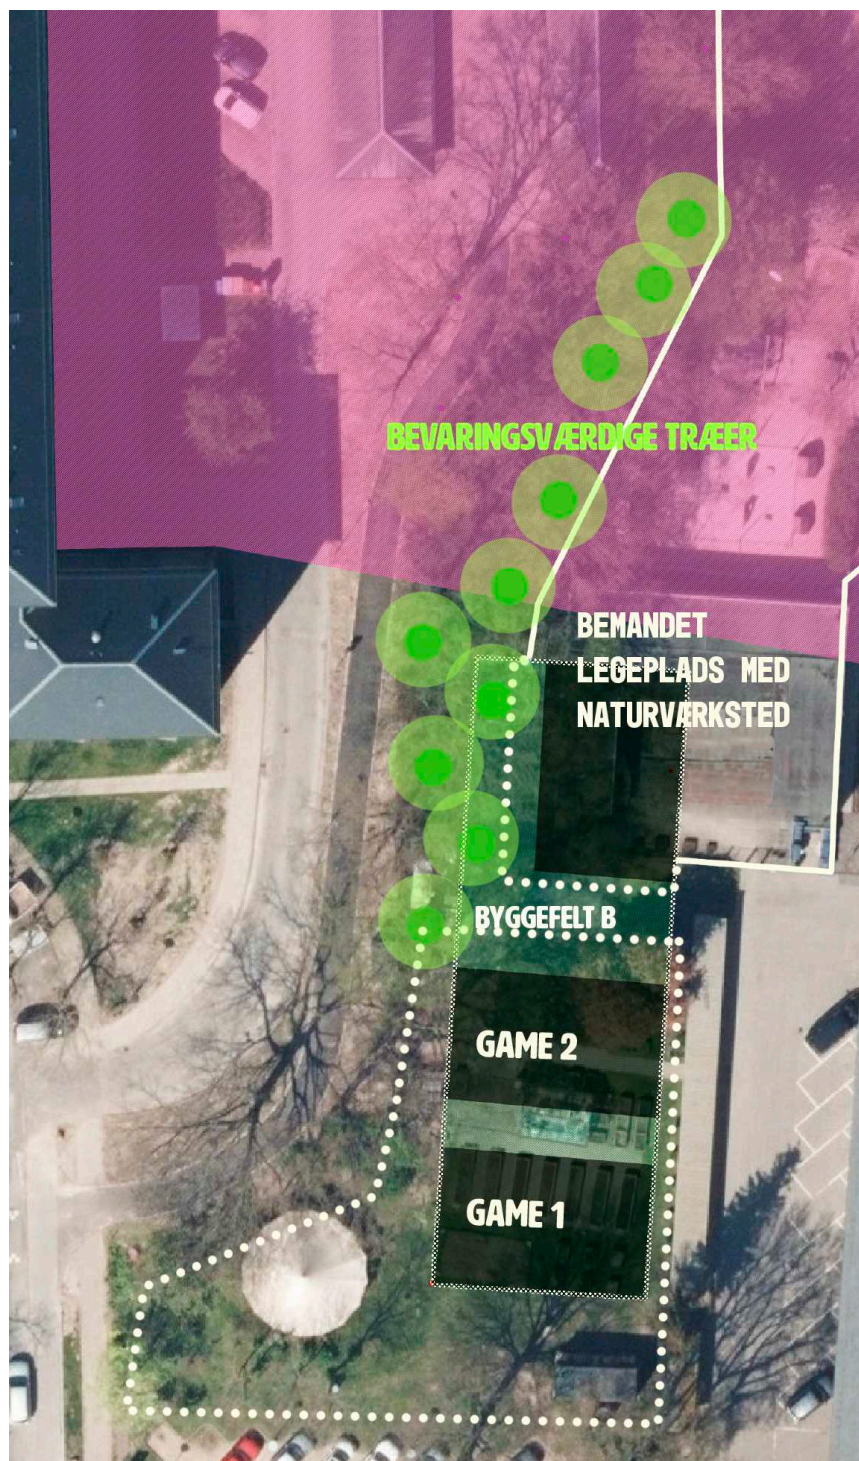 BEVARINGSVÆRDIGE TRÆER
BEMANDET
LEGEPLADS MED
NATURVÆRKSTED
BYGGEFELT B
GAME 2
GAME 1